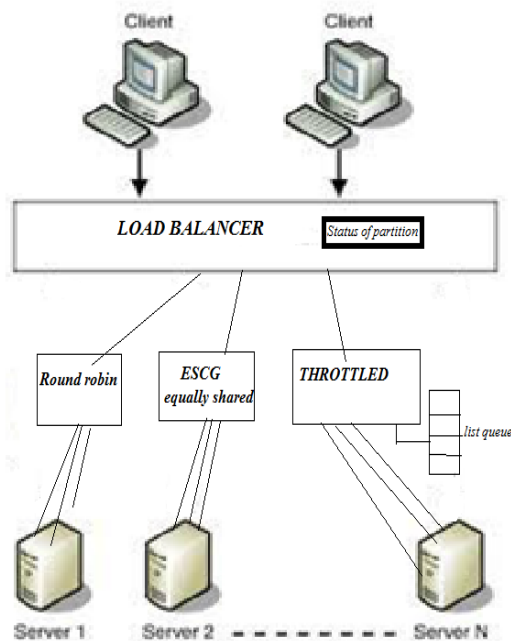 Client Client
LOAD BALANCER Status of partition
Round robin
ESCG
equally shared
THROTTLED
list queue
Server 1 Server 2 Server N